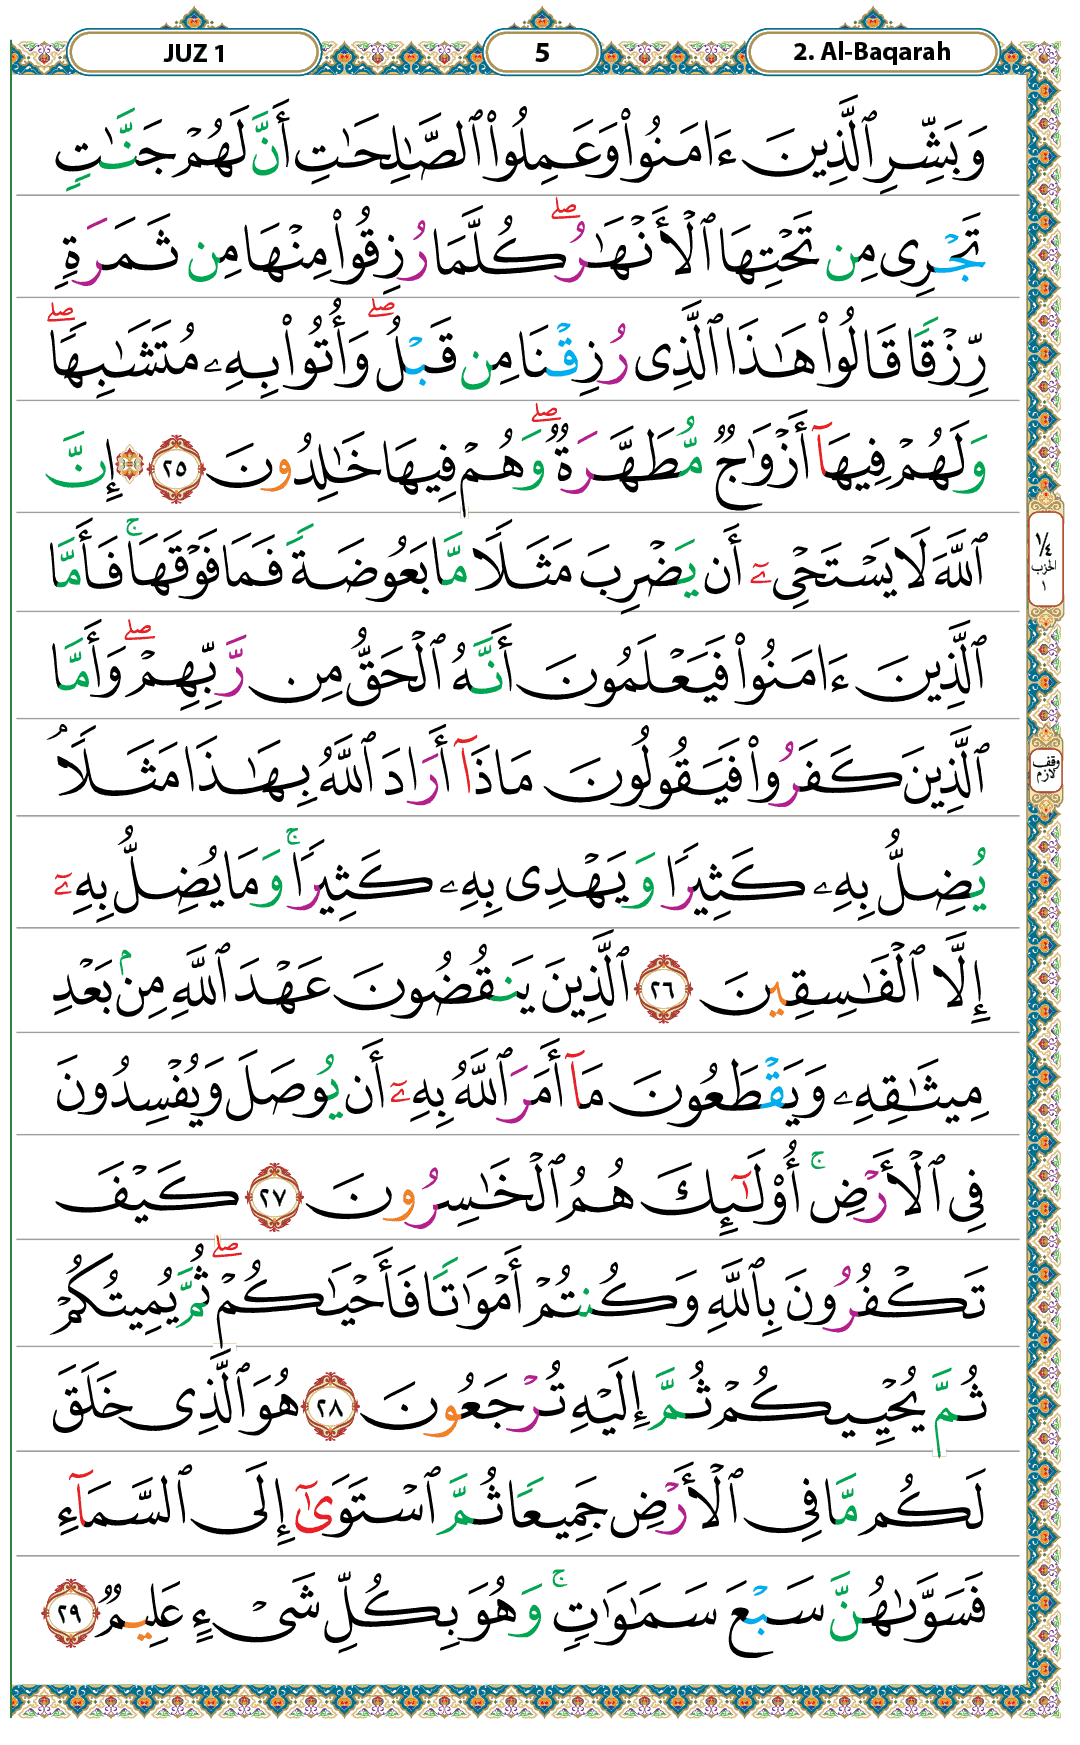 JUZ 1
5
2. Al-Baqarah
وَبَشِّرِ ٱلَّذِينَ ءَامَنُوا۟ وَعَمِلُوا۟ ٱلصَّـٰلِحَـٰتِ أَنَّ لَهُمْ جَنَّـٰتٍ
تَجْرِى مِن تَحْتِهَا ٱلْأَنْهَـٰرُ ۖ كُلَّمَا رُزِقُوا۟ مِنْهَا مِن ثَمَرَةٍ
رِّزْقًا قَالُوا۟ هَـٰذَا ٱلَّذِى رُزِقْنَا مِن قَبْلُ ۖ وَأُتُوا۟ بِهِۦ مُتَشَـٰبِهًا ۖ
وَلَهُمْ فِيهَآ أَزْوَٰجٌ مُّطَهَّرَةٌ ۖ وَهُمْ فِيهَا خَـٰلِدُونَ ٢٥ ۞ إِنَّ
ٱللَّهَ لَا يَسْتَحْىِۦٓ أَن يَضْرِبَ مَثَلًا مَّا بَعُوضَةً فَمَا فَوْقَهَا ۚ فَأَمَّا
ٱلَّذِينَ ءَامَنُوا۟ فَيَعْلَمُونَ أَنَّهُ ٱلْحَقُّ مِن رَّبِّهِمْ ۖ وَأَمَّا
ٱلَّذِينَ كَفَرُوا۟ فَيَقُولُونَ مَاذَآ أَرَادَ ٱللَّهُ بِهَـٰذَا مَثَلًا ۘ
يُضِلُّ بِهِۦ كَثِيرًا وَيَهْدِى بِهِۦ كَثِيرًا ۚ وَمَا يُضِلُّ بِهِۦٓ
إِلَّا ٱلْفَـٰسِقِينَ ٢٦ ٱلَّذِينَ يَنقُضُونَ عَهْدَ ٱللَّهِ مِنۢ بَعْدِ
مِيثَـٰقِهِۦ وَيَقْطَعُونَ مَآ أَمَرَ ٱللَّهُ بِهِۦٓ أَن يُوصَلَ وَيُفْسِدُونَ
فِى ٱلْأَرْضِ ۚ أُو۟لَـٰٓئِكَ هُمُ ٱلْخَـٰسِرُونَ ٢٧ كَيْفَ
تَكْفُرُونَ بِٱللَّهِ وَكُنتُمْ أَمْوَٰتًا فَأَحْيَـٰكُمْ ۖ ثُمَّ يُمِيتُكُمْ
ثُمَّ يُحْيِيكُمْ ثُمَّ إِلَيْهِ تُرْجَعُونَ ٢٨ هُوَ ٱلَّذِى خَلَقَ
لَكُم مَّا فِى ٱلْأَرْضِ جَمِيعًا ثُمَّ ٱسْتَوَىٰٓ إِلَى ٱلسَّمَآءِ
فَسَوَّىٰهُنَّ سَبْعَ سَمَـٰوَٰتٍ ۚ وَهُوَ بِكُلِّ شَىْءٍ عَلِيمٌ ٢٩
١/٤
الحزب
١
وقف
لازم